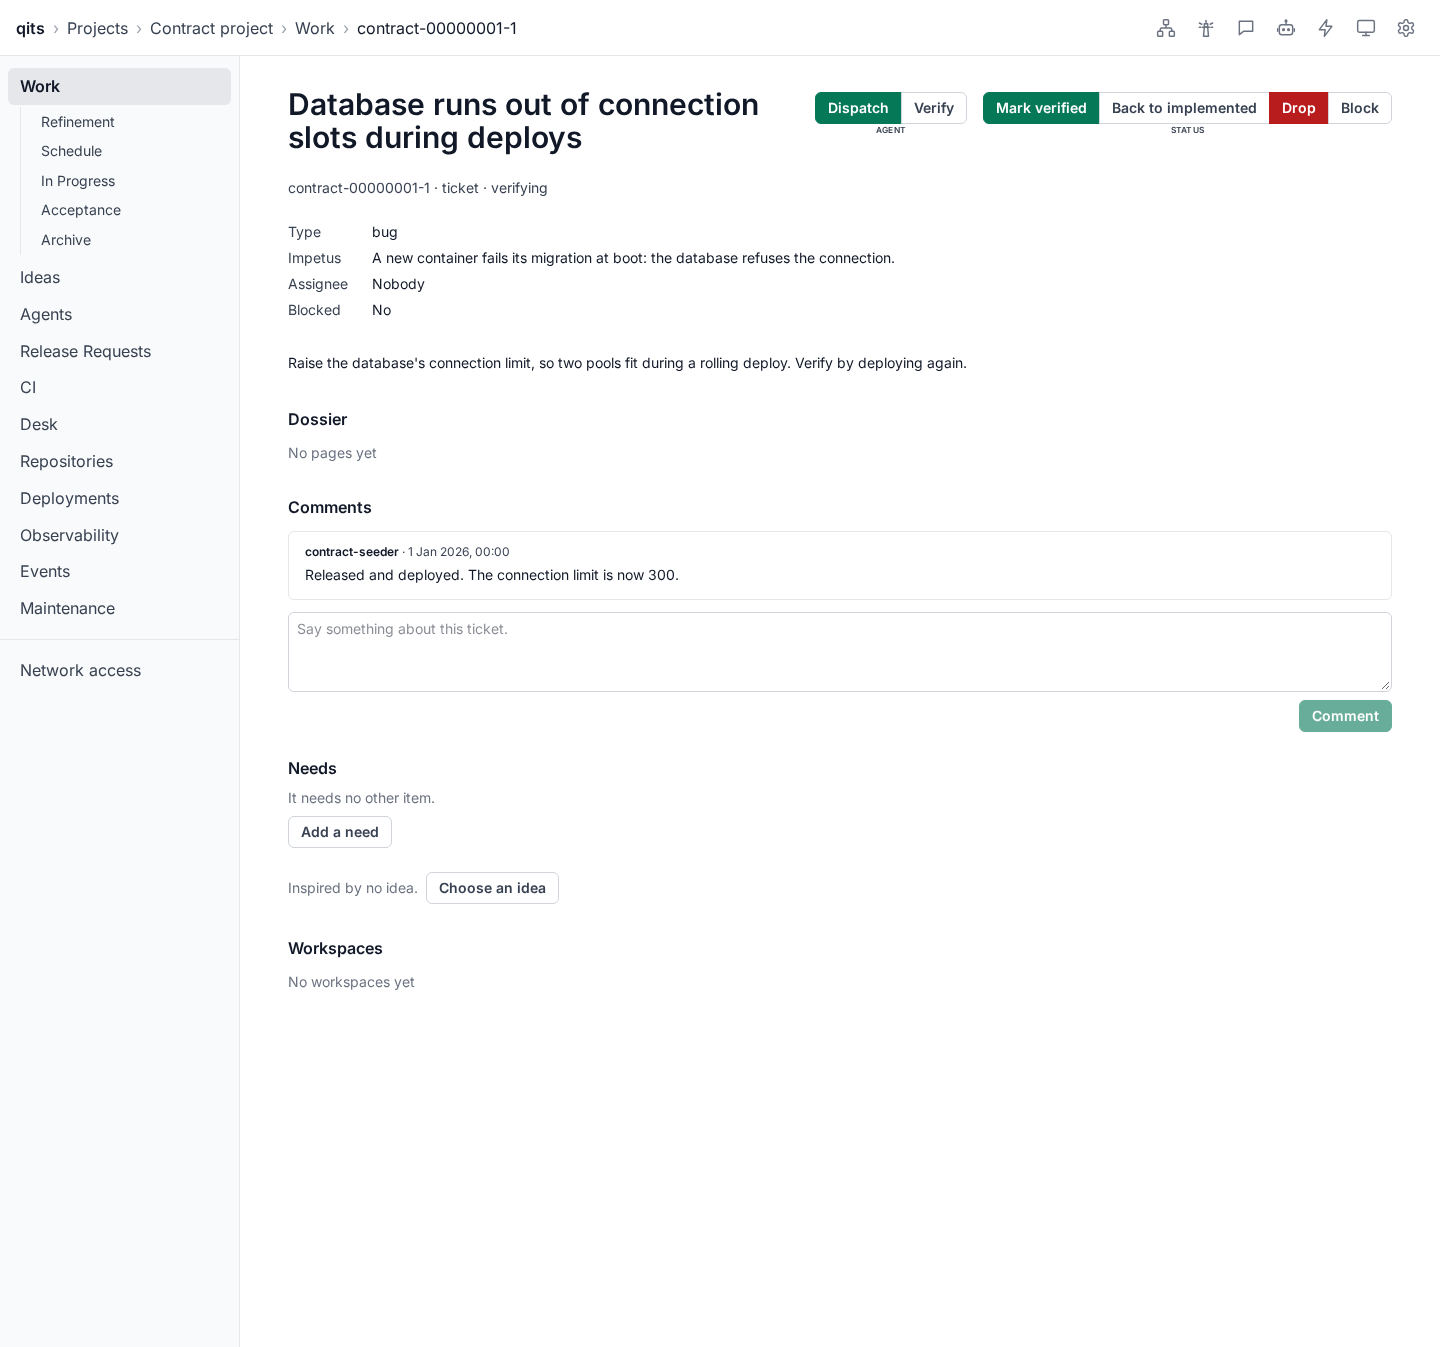 qits › Projects › Contract project › Work › contract-00000001-1
Work
Refinement
Schedule
In Progress
Acceptance
Archive
Ideas
Agents
Release Requests
CI
Desk
Repositories
Deployments
Observability
Events
Maintenance
Network access
Database runs out of connection
slots during deploys
Dispatch Verify
AGENT
Mark verified Back to implemented Drop Block
STATUS
contract-00000001-1 · ticket · verifying
Type bug
Impetus A new container fails its migration at boot: the database refuses the connection.
Assignee Nobody
Blocked No
Raise the database's connection limit, so two pools fit during a rolling deploy. Verify by deploying again.
Dossier
No pages yet
Comments
contract-seeder · 1 Jan 2026, 00:00
Released and deployed. The connection limit is now 300.
Say something about this ticket.
Comment
Needs
It needs no other item.
Add a need
Inspired by no idea. Choose an idea
Workspaces
No workspaces yet